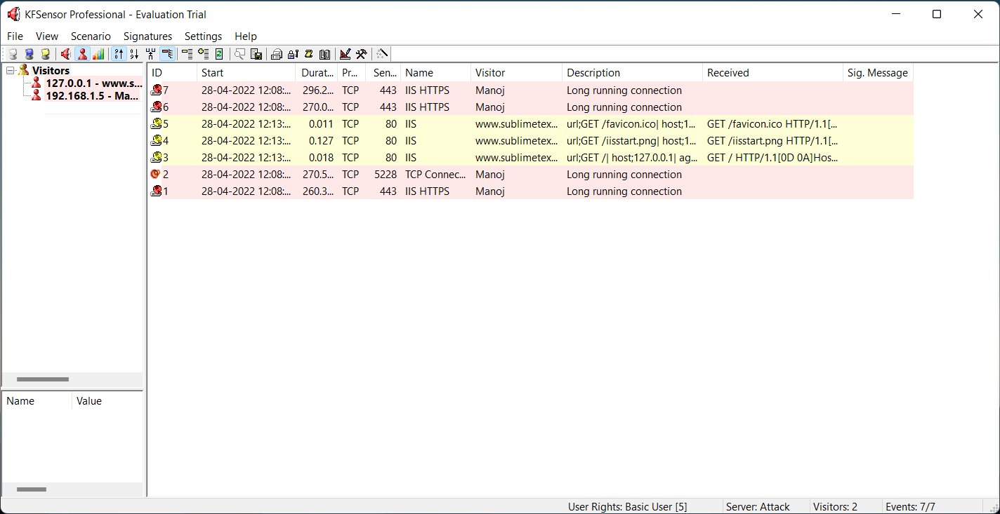 KFSensor Professional - Evaluation Trial
File View Scenario Signatures Settings Help
Visitors
127.0.0.1 - www.s...
192.168.1.5 - Ma...
Name Value
ID Start Durat... Pr... Sen... Name Visitor Description Received Sig. Message
7 28-04-2022 12:08:... 296.2... TCP 443 IIS HTTPS Manoj Long running connection
6 28-04-2022 12:08:... 270.0... TCP 443 IIS HTTPS Manoj Long running connection
5 28-04-2022 12:13:... 0.011 TCP 80 IIS www.sublimetex... url;GET /favicon.ico| host;1... GET /favicon.ico HTTP/1.1[...
4 28-04-2022 12:13:... 0.127 TCP 80 IIS www.sublimetex... url;GET /iisstart.png| host;1... GET /iisstart.png HTTP/1.1[...
3 28-04-2022 12:13:... 0.018 TCP 80 IIS www.sublimetex... url;GET /| host;127.0.0.1| ag... GET / HTTP/1.1[0D 0A]Hos...
2 28-04-2022 12:08:... 270.5... TCP 5228 TCP Connec... Manoj Long running connection
1 28-04-2022 12:08:... 260.3... TCP 443 IIS HTTPS Manoj Long running connection
User Rights: Basic User [5] Server: Attack Visitors: 2 Events: 7/7